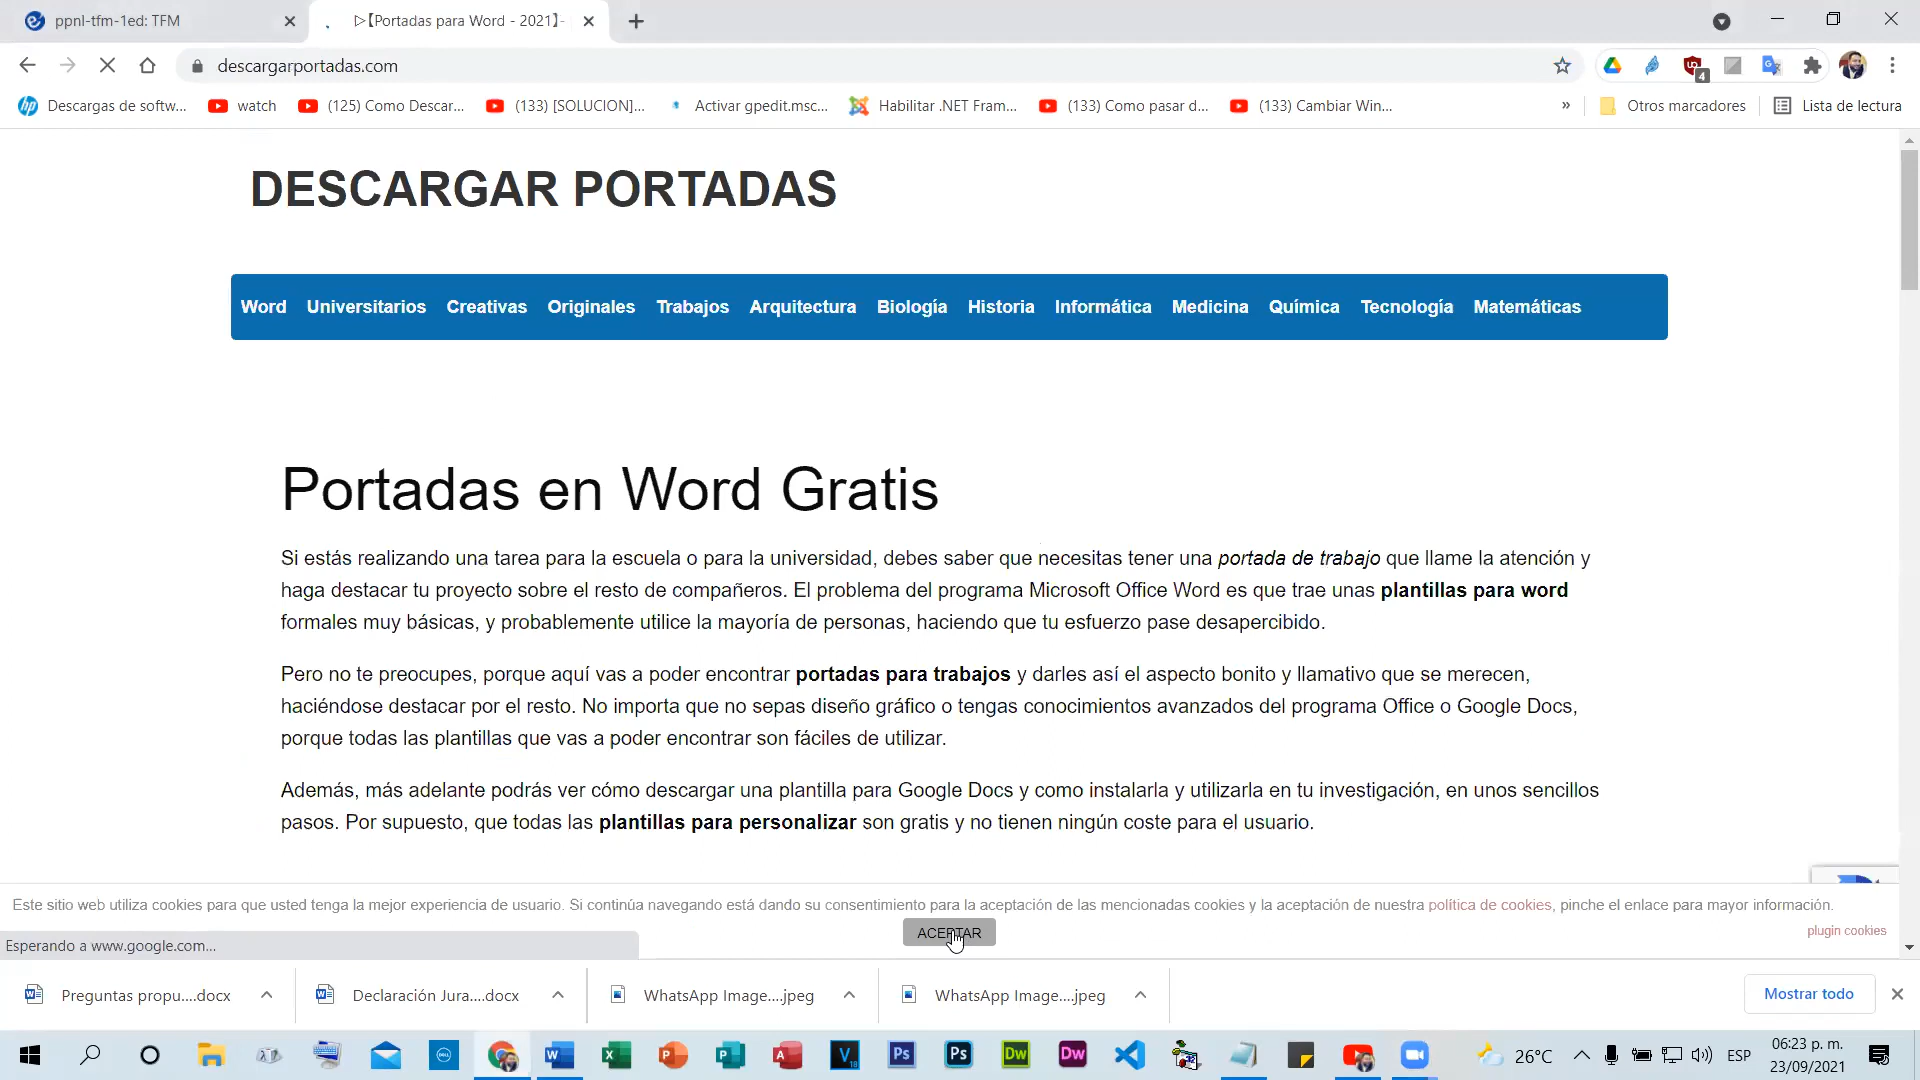 ppnl-tfm-1ed: TFM
▷【Portadas para Word - 2021】-
descargarportadas.com
4
Descargas de softw...
watch
(125) Como Descar...
(133) [SOLUCION]...
Activar gpedit.msc...
Habilitar .NET Fram...
(133) Como pasar d...
(133) Cambiar Win...
»
Otros marcadores
Lista de lectura
DESCARGAR PORTADAS
Word Universitarios Creativas Originales Trabajos Arquitectura Biología Historia Informática Medicina Química Tecnología Matemáticas
Portadas en Word Gratis
Si estás realizando una tarea para la escuela o para la universidad, debes saber que necesitas tener una portada de trabajo que llame la atención y
haga destacar tu proyecto sobre el resto de compañeros. El problema del programa Microsoft Office Word es que trae unas plantillas para word
formales muy básicas, y probablemente utilice la mayoría de personas, haciendo que tu esfuerzo pase desapercibido.
Pero no te preocupes, porque aquí vas a poder encontrar portadas para trabajos y darles así el aspecto bonito y llamativo que se merecen,
haciéndose destacar por el resto. No importa que no sepas diseño gráfico o tengas conocimientos avanzados del programa Office o Google Docs,
porque todas las plantillas que vas a poder encontrar son fáciles de utilizar.
Además, más adelante podrás ver cómo descargar una plantilla para Google Docs y como instalarla y utilizarla en tu investigación, en unos sencillos
pasos. Por supuesto, que todas las plantillas para personalizar son gratis y no tienen ningún coste para el usuario.
Este sitio web utiliza cookies para que usted tenga la mejor experiencia de usuario. Si continúa navegando está dando su consentimiento para la aceptación de las mencionadas cookies y la aceptación de nuestra política de cookies, pinche el enlace para mayor información.
ACEPTAR
plugin cookies
Esperando a www.google.com...
Preguntas propu....docx
Declaración Jura....docx
WhatsApp Image....jpeg
WhatsApp Image....jpeg
Mostrar todo
26°C
ESP
06:23 p. m.
23/09/2021